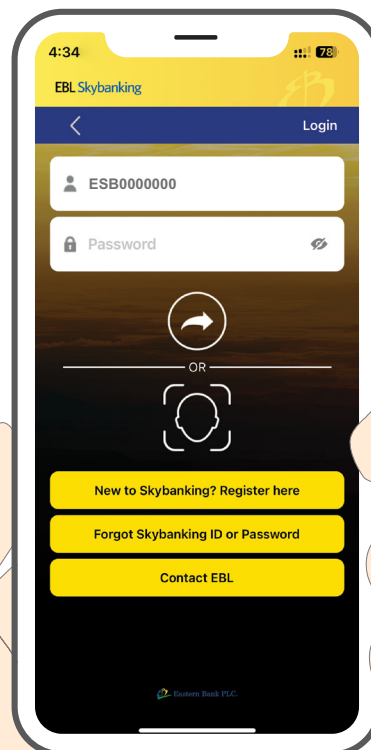 4:34
78
EBL Skybanking
Login
ESB0000000
Password
OR
New to Skybanking? Register here
Forgot Skybanking ID or Password
Contact EBL
Eastern Bank PLC.